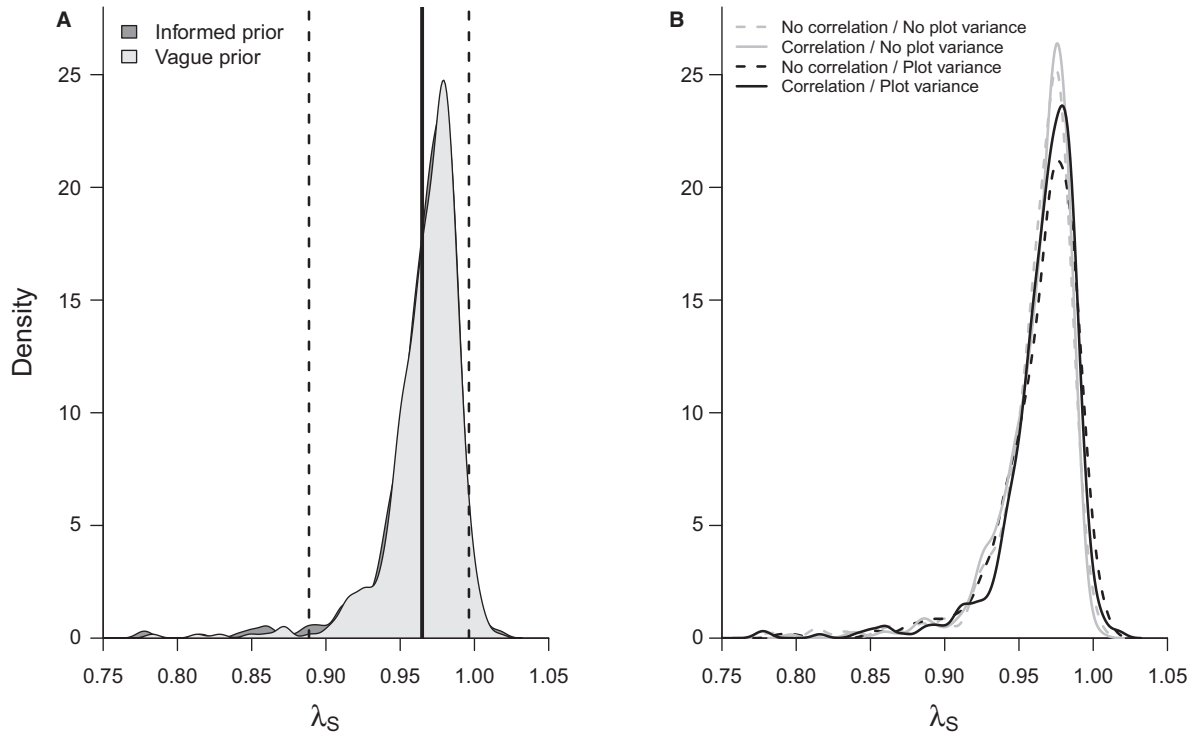 A
Informed prior
Vague prior
Density
25
20
15
10
5
0
0.75 0.80 0.85 0.90 0.95 1.00 1.05
λS
B
No correlation / No plot variance
Correlation / No plot variance
No correlation / Plot variance
Correlation / Plot variance
25
20
15
10
5
0
0.75 0.80 0.85 0.90 0.95 1.00 1.05
λS